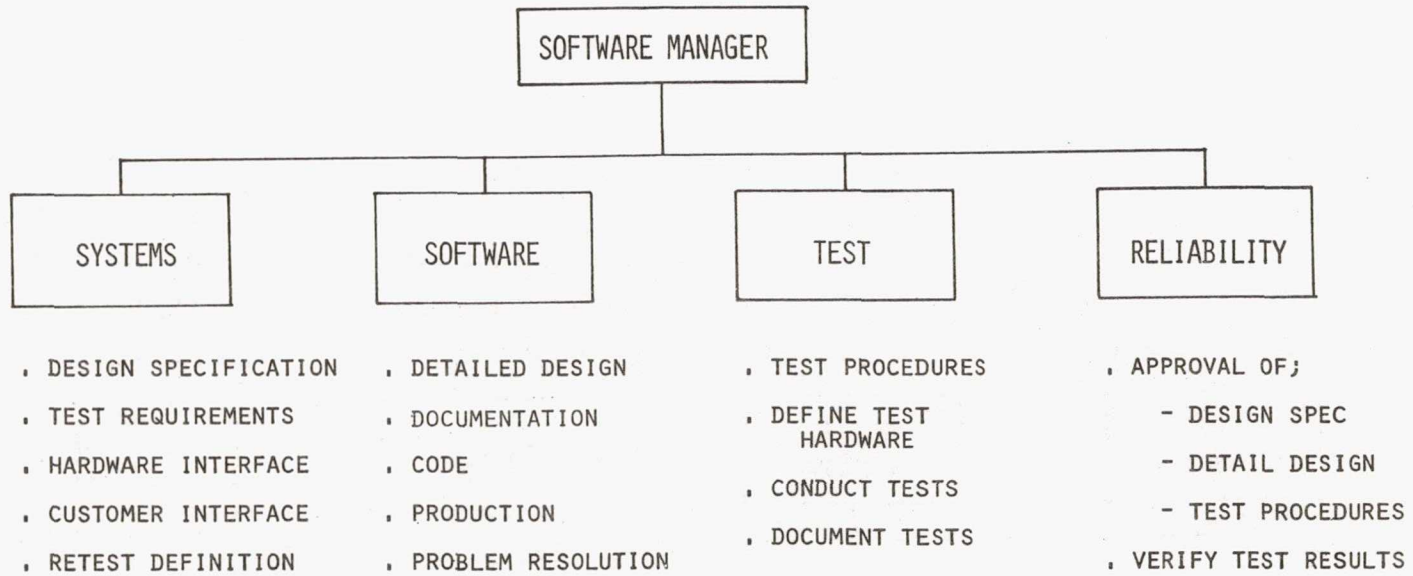 SOFTWARE MANAGER
SYSTEMS
SOFTWARE
TEST
RELIABILITY
. DESIGN SPECIFICATION
. TEST REQUIREMENTS
. HARDWARE INTERFACE
. CUSTOMER INTERFACE
. RETEST DEFINITION
. DETAILED DESIGN
. DOCUMENTATION
. CODE
. PRODUCTION
. PROBLEM RESOLUTION
. TEST PROCEDURES
. DEFINE TEST
HARDWARE
. CONDUCT TESTS
. DOCUMENT TESTS
. APPROVAL OF;
- DESIGN SPEC
- DETAIL DESIGN
- TEST PROCEDURES
. VERIFY TEST RESULTS